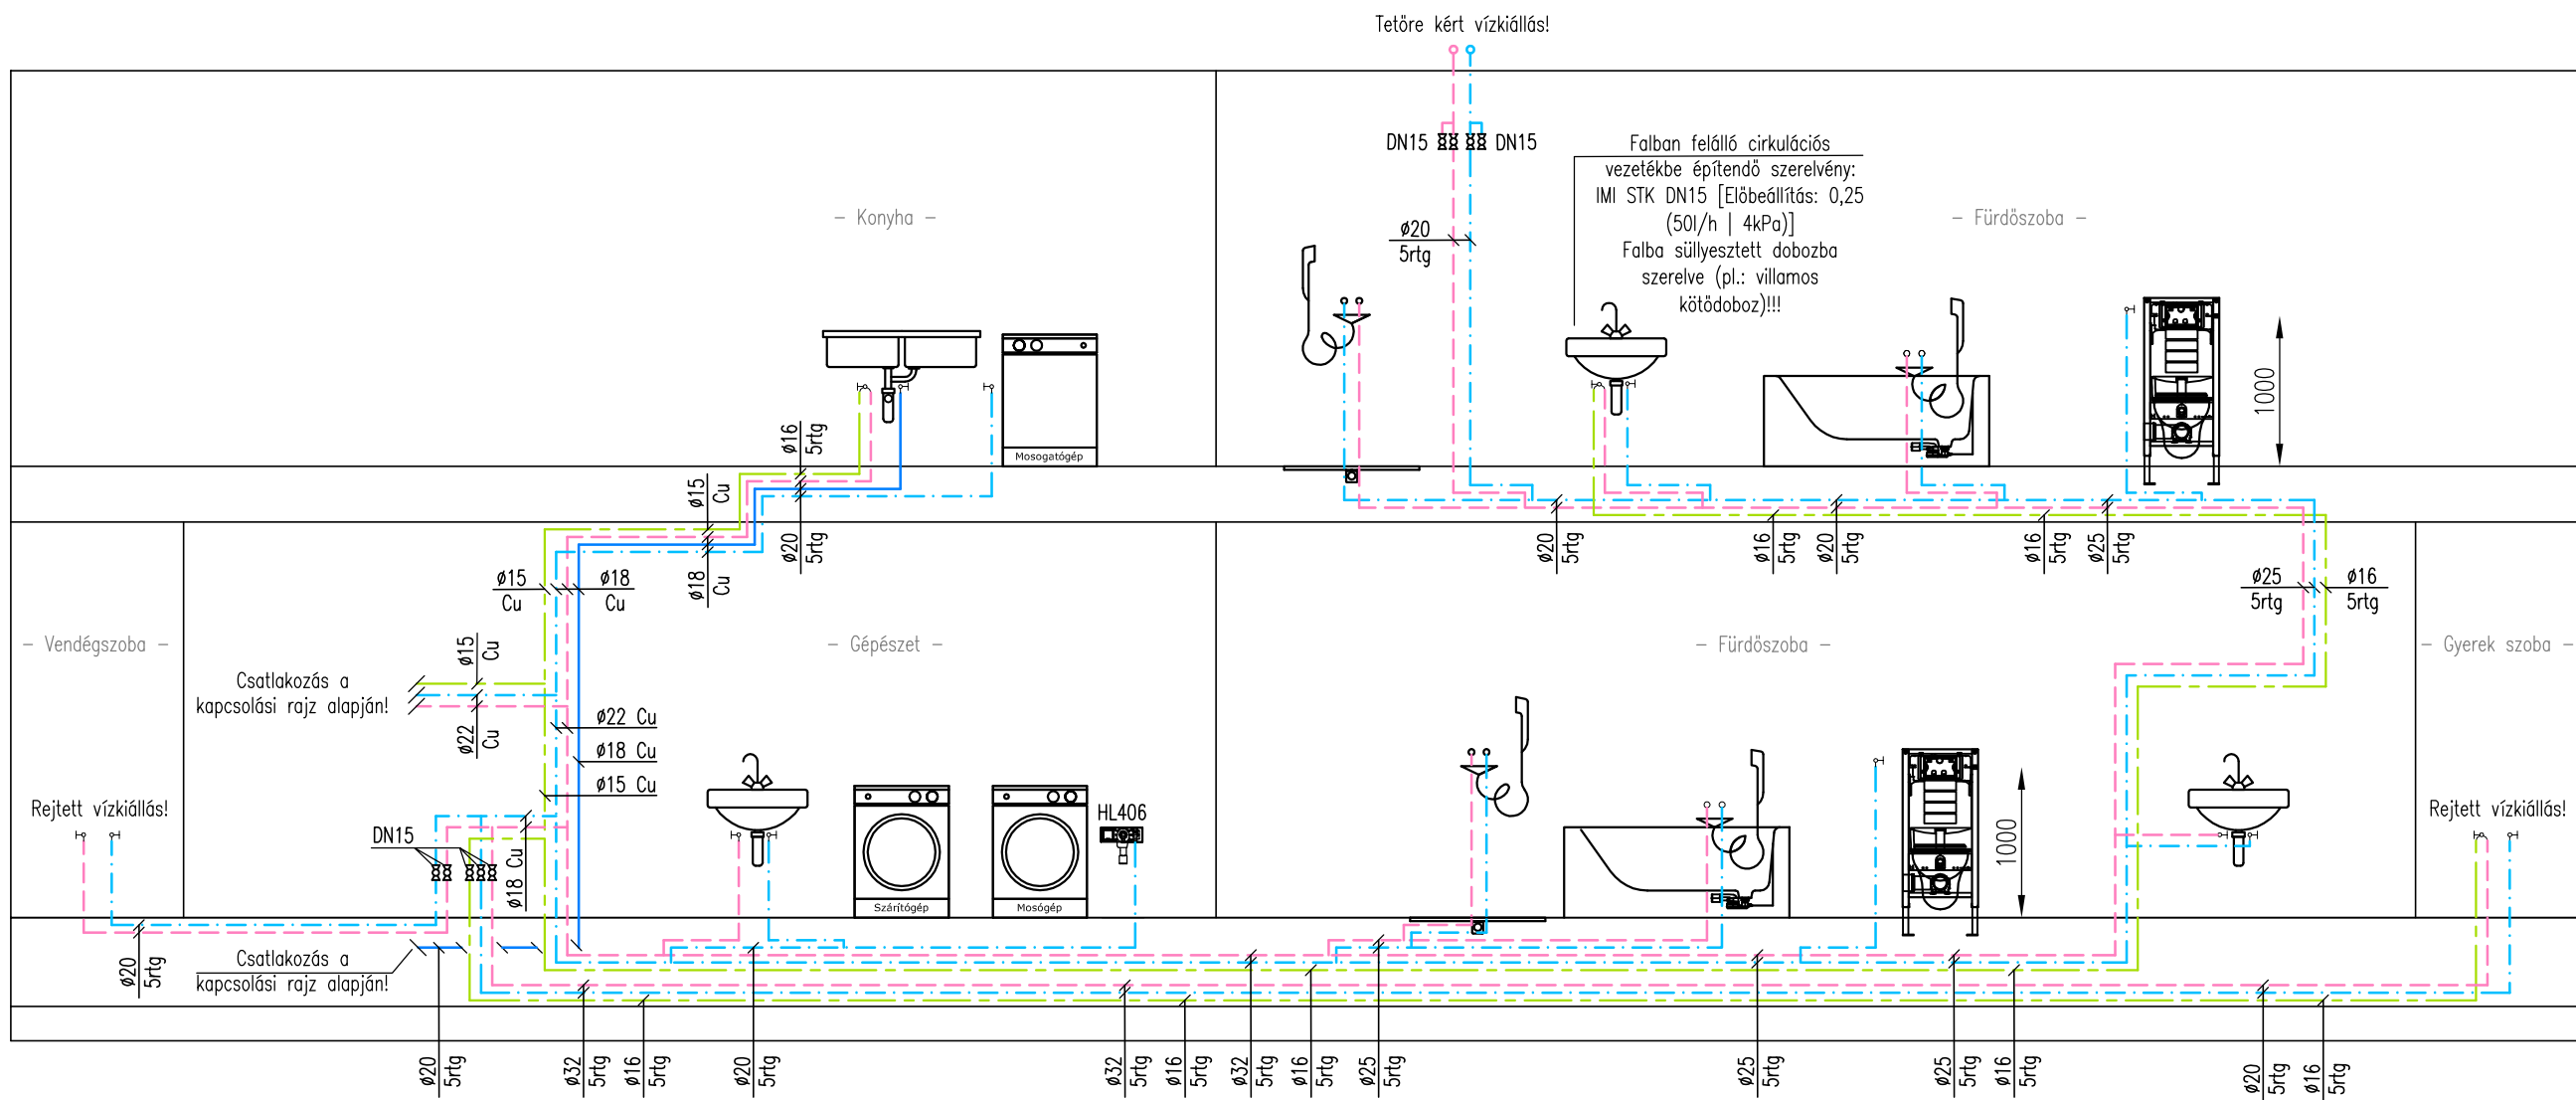 Tetőre kért vízkiállás!
DN15
DN15
Falban felálló cirkulációs
vezetékbe építendő szerelvény:
IMI STK DN15 [Előbeállítás: 0,25
(50l/h | 4kPa)]
Falba süllyesztett dobozba
szerelve (pl.: villamos
kötődoboz)!!!
- Konyha -
- Fürdőszoba -
ø20
5rtg
1000
Mosogatógép
ø16
5rtg
ø15
Cu
ø20
5rtg
ø18
Cu
ø20
5rtg
ø16
5rtg
ø20
5rtg
ø16
5rtg
ø25
5rtg
ø15
Cu
ø18
Cu
ø25
5rtg
ø16
5rtg
- Vendégszoba -
- Gépészet -
- Fürdőszoba -
- Gyerek szoba -
ø15
Cu
Csatlakozás a
kapcsolási rajz alapján!
ø22
Cu
ø22 Cu
ø18 Cu
ø15 Cu
Rejtett vízkiállás!
DN15
ø18 Cu
HL406
Szárítógép
Mosógép
1000
Rejtett vízkiállás!
ø20
5rtg
Csatlakozás a
kapcsolási rajz alapján!
ø20
5rtg
ø32
5rtg
ø16
5rtg
ø20
5rtg
ø32
5rtg
ø16
5rtg
ø32
5rtg
ø16
5rtg
ø25
5rtg
ø25
5rtg
ø25
5rtg
ø16
5rtg
ø20
5rtg
ø16
5rtg